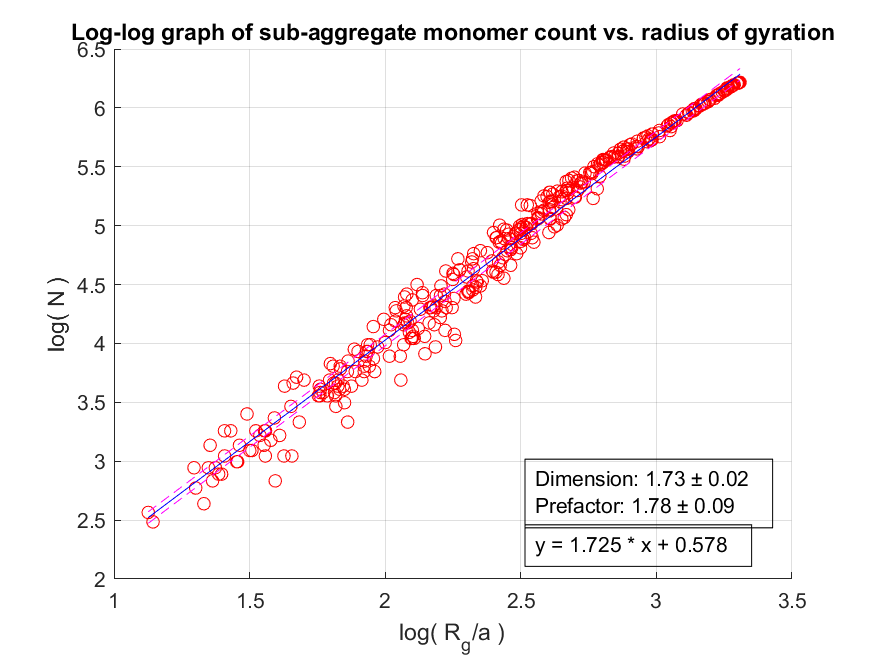 Log-log graph of sub-aggregate monomer count vs. radius of gyration
6.5
6
5.5
5
4.5
4
3.5
3
2.5
2
log( N )
Dimension: 1.73 ± 0.02
Prefactor: 1.78 ± 0.09
y = 1.725 * x + 0.578
1 1.5 2 2.5 3 3.5
log( R_g/a )